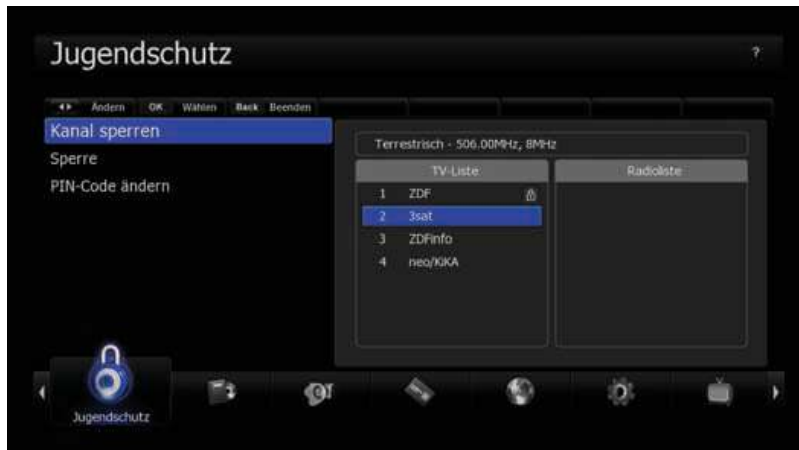 Jugendschutz ?
Ändern OK Wählen Back Beenden
Kanal sperren
Sperre
PIN-Code ändern
Terrestrisch - 506.00MHz, 8MHz
TV-Liste Radioliste
1 ZDF
2 3sat
3 ZDFinfo
4 neo/KiKA
Jugendschutz